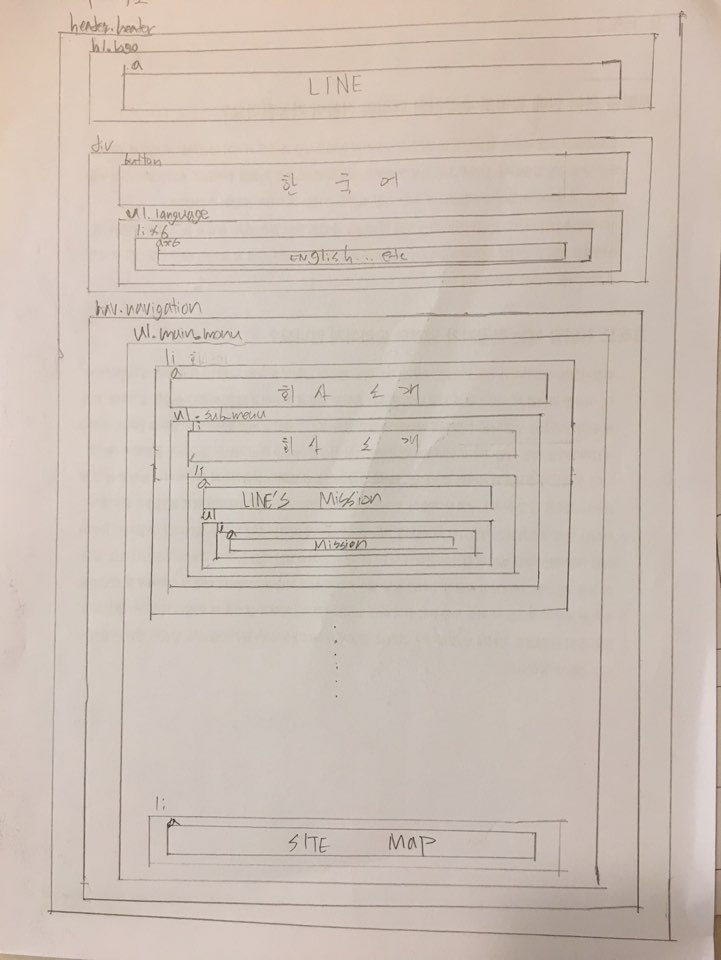 header.header
h1.logo
a
LINE
div
button
한 국 어
ul.language
li × 6
a×6
ENglish... etc
nav.navigation
Ul.main_menu
li
a
회 사 소 개
ul.sub_menu
li
회 사 소 개
li
a
LINE'S Mission
ul
li
a
Mission
li
a
SITE Map